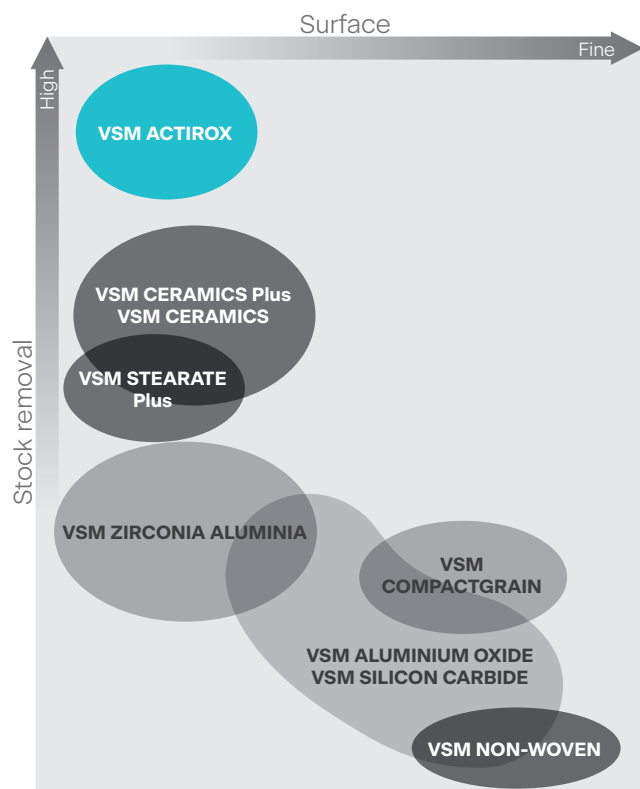 Surface
Fine
High
Stock removal
VSM ACTIROX
VSM CERAMICS Plus
VSM CERAMICS
VSM STEARATE
Plus
VSM ZIRCONIA ALUMINIA
VSM
COMPACTGRAIN
VSM ALUMINIUM OXIDE
VSM SILICON CARBIDE
VSM NON-WOVEN